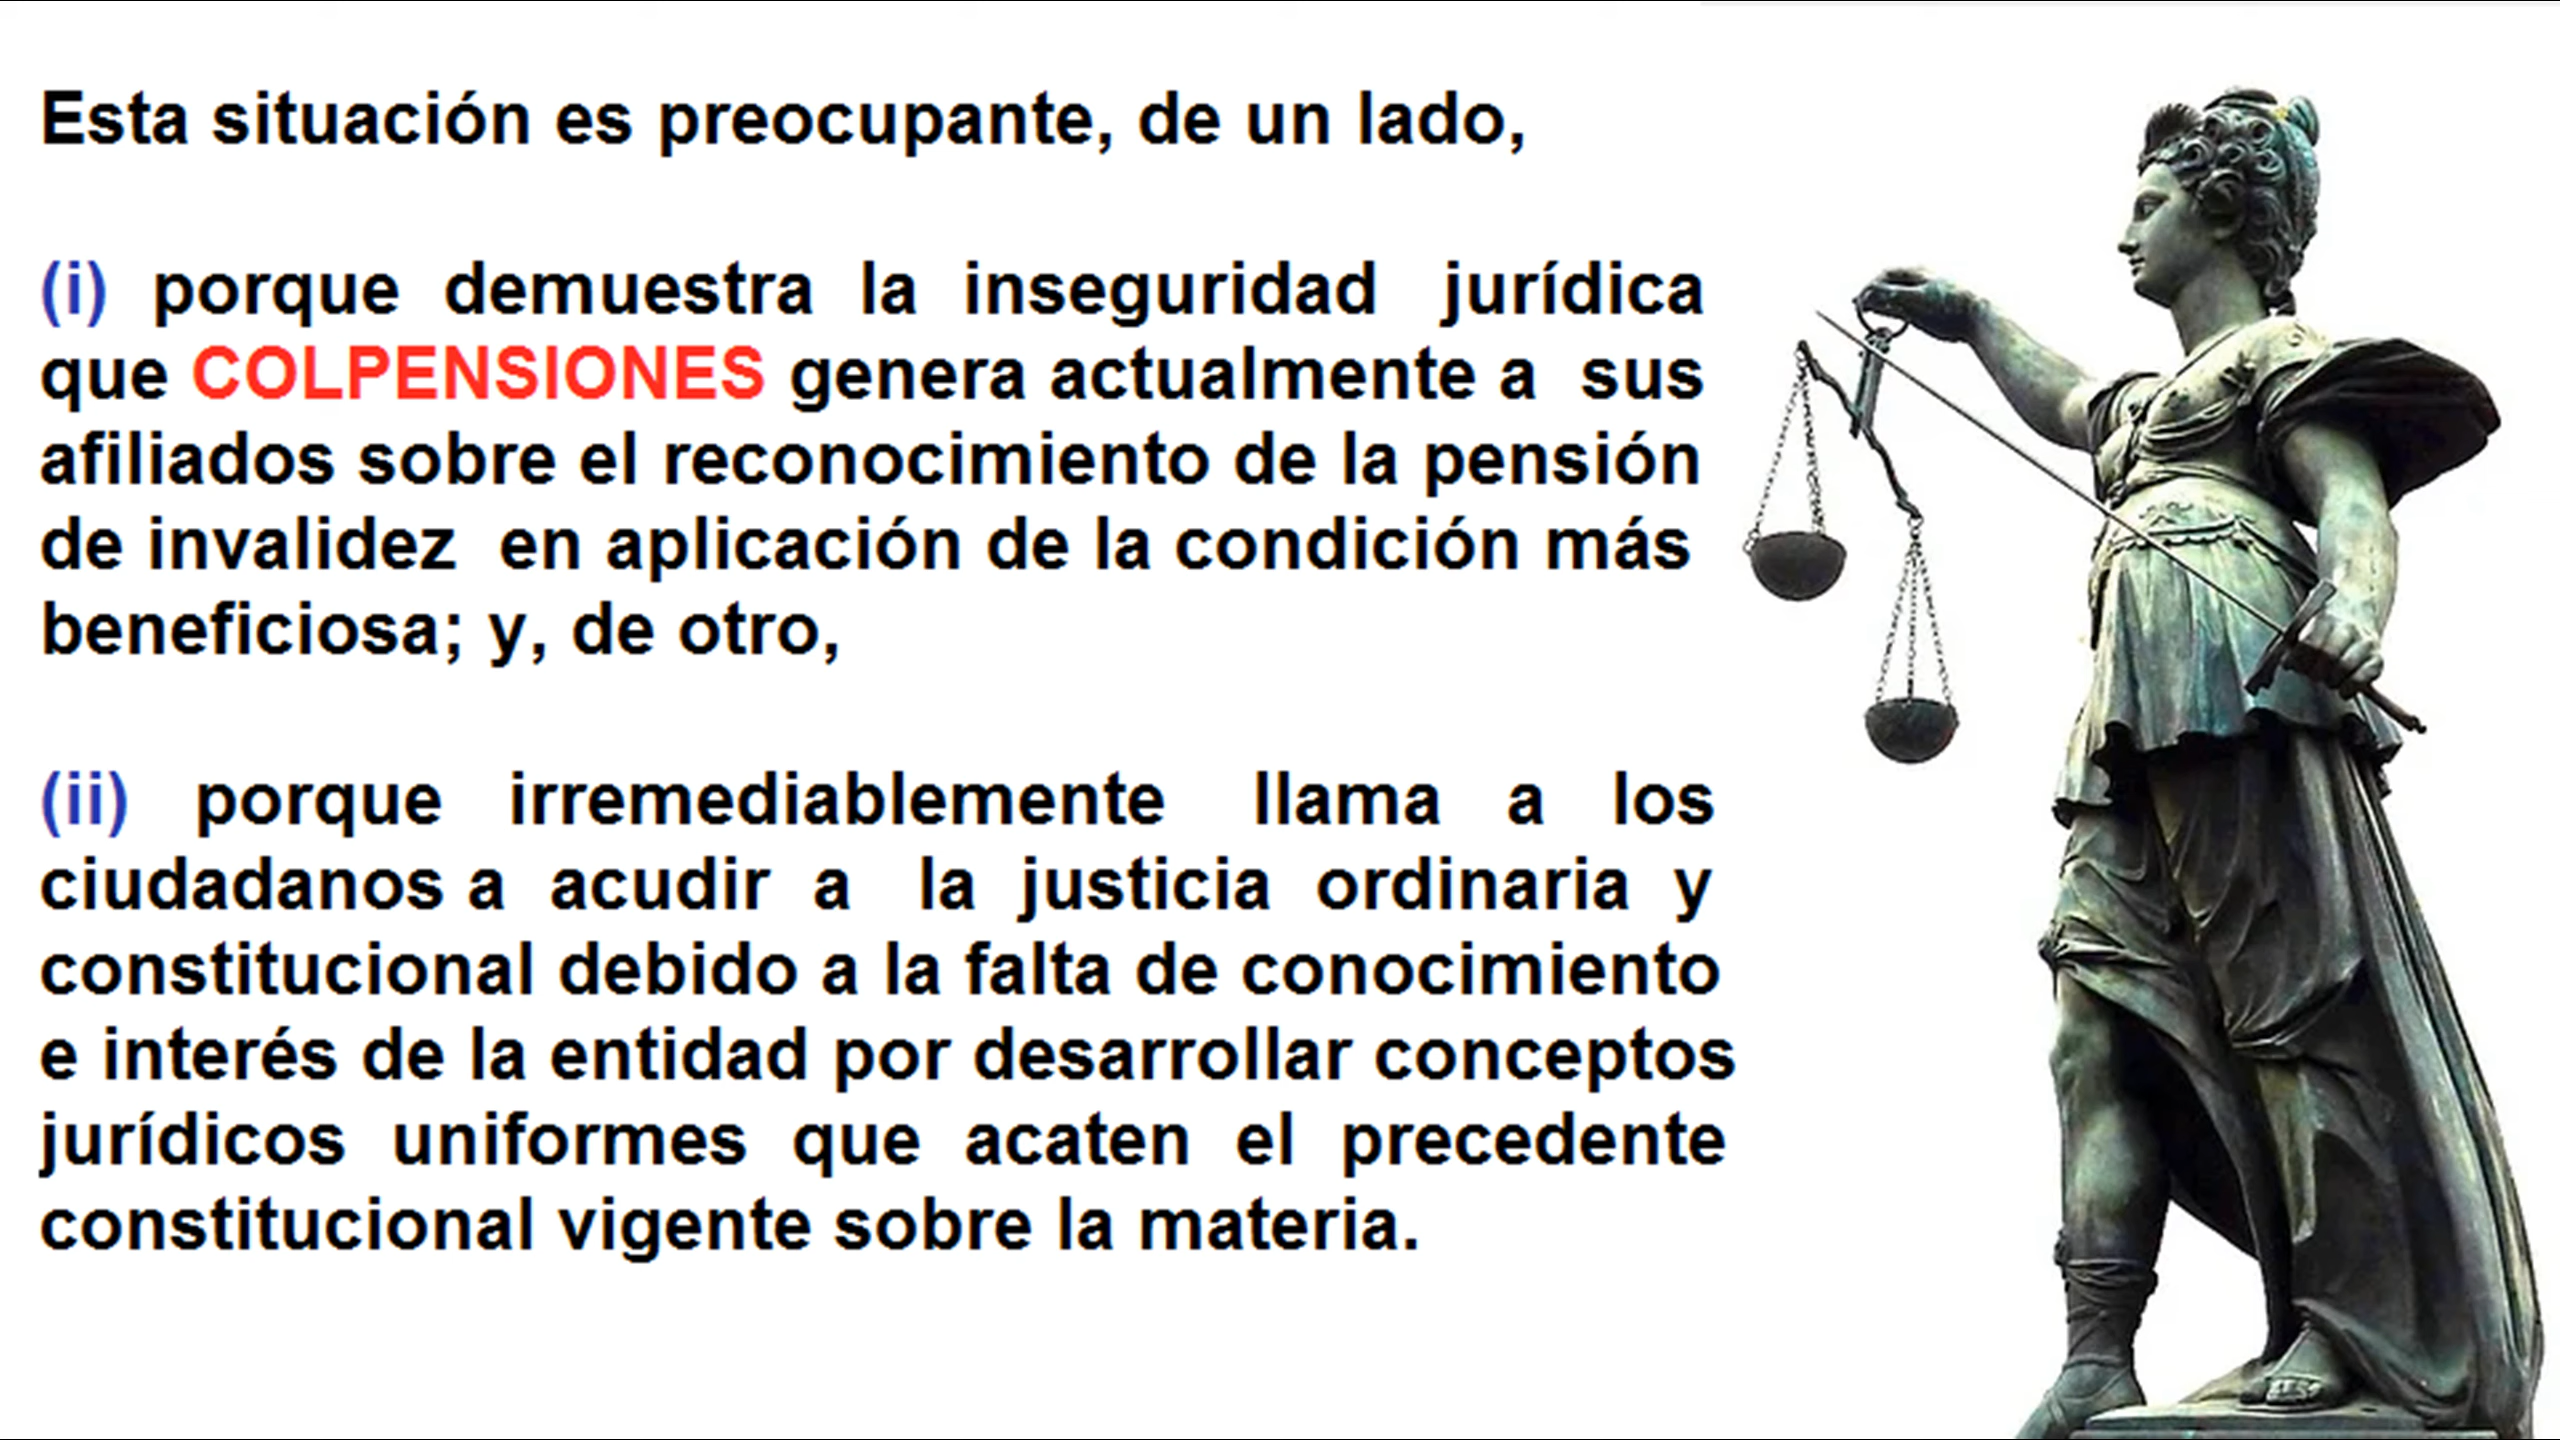 Esta situación es preocupante, de un lado,
(i) porque demuestra la inseguridad jurídica
que COLPENSIONES genera actualmente a sus
afiliados sobre el reconocimiento de la pensión
de invalidez en aplicación de la condición más
beneficiosa; y, de otro,
(ii) porque irremediablemente llama a los
ciudadanos a acudir a la justicia ordinaria y
constitucional debido a la falta de conocimiento
e interés de la entidad por desarrollar conceptos
jurídicos uniformes que acaten el precedente
constitucional vigente sobre la materia.